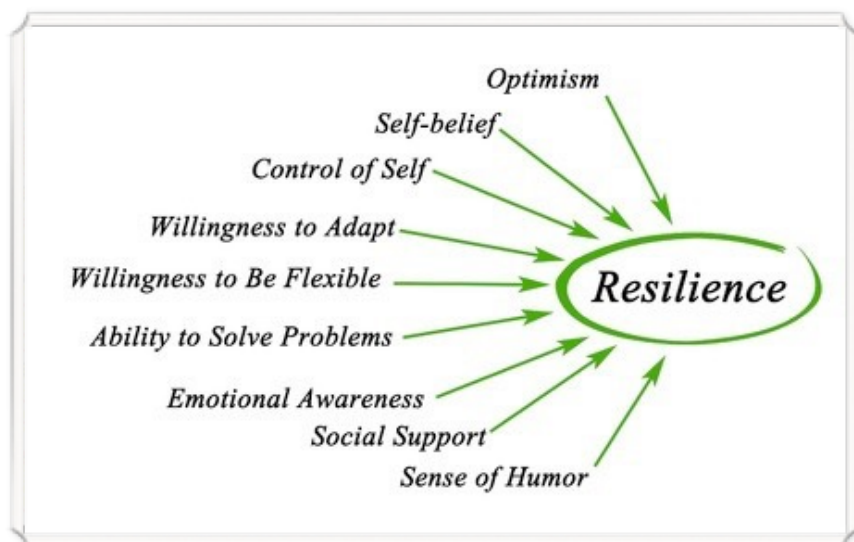 Optimism
Self-belief
Control of Self
Willingness to Adapt
Willingness to Be Flexible
Resilience
Ability to Solve Problems
Emotional Awareness
Social Support
Sense of Humor